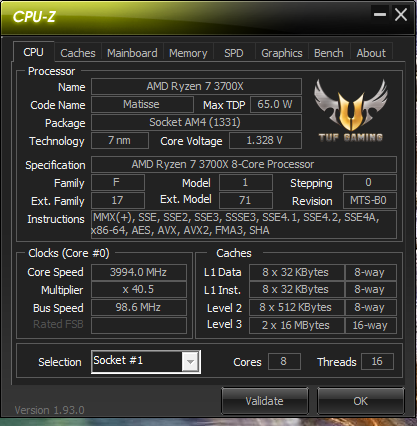 CPU-Z
CPU Caches Mainboard Memory SPD Graphics Bench About
Processor
Name AMD Ryzen 7 3700X
Code Name Matisse Max TDP 65.0 W
Package Socket AM4 (1331)
Technology 7 nm Core Voltage 1.328 V
TUF GAMING
Specification AMD Ryzen 7 3700X 8-Core Processor
Family F Model 1 Stepping 0
Ext. Family 17 Ext. Model 71 Revision MTS-B0
Instructions MMX(+), SSE, SSE2, SSE3, SSSE3, SSE4.1, SSE4.2, SSE4A,
x86-64, AES, AVX, AVX2, FMA3, SHA
Clocks (Core #0) Caches
Core Speed 3994.0 MHz L1 Data 8 x 32 KBytes 8-way
Multiplier x 40.5 L1 Inst. 8 x 32 KBytes 8-way
Bus Speed 98.6 MHz Level 2 8 x 512 KBytes 8-way
Rated FSB Level 3 2 x 16 MBytes 16-way
Selection Socket #1 Cores 8 Threads 16
Validate OK
Version 1.93.0